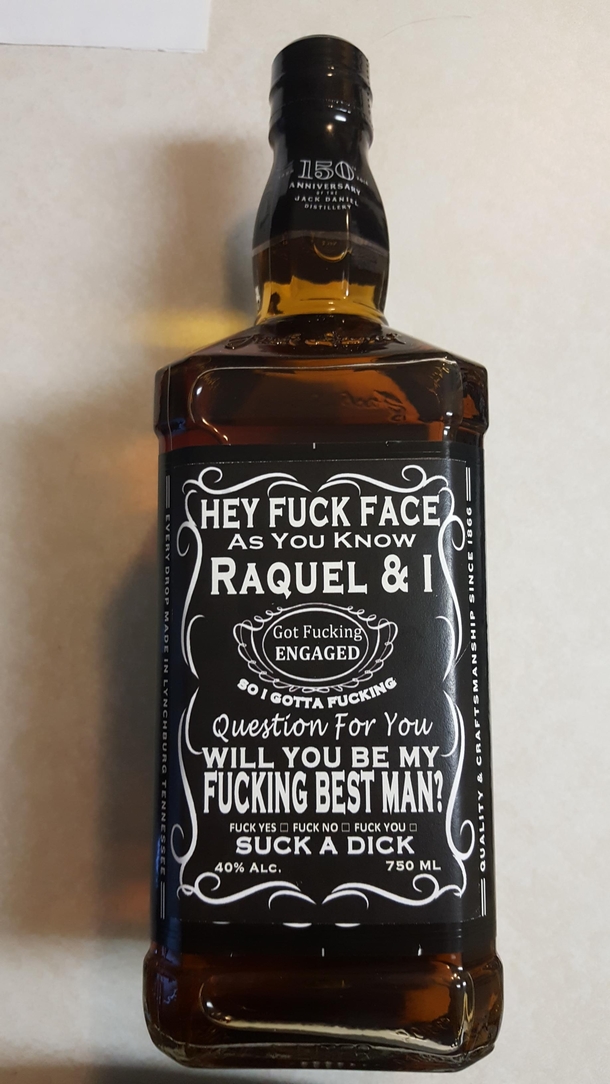 150
ANNIVERSARY
OF THE
JACK DANIEL
DISTILLERY
HEY FUCK FACE
AS YOU KNOW
RAQUEL & I
Got Fucking
ENGAGED
SO I GOTTA FUCKING
Question For You
WILL YOU BE MY
FUCKING BEST MAN?
FUCK YES □ FUCK NO □ FUCK YOU □
SUCK A DICK
40% ALC. 750 ML
EVERY DROP MADE IN LYNCHBURG TENNESSEE
QUALITY & CRAFTSMANSHIP SINCE 1866